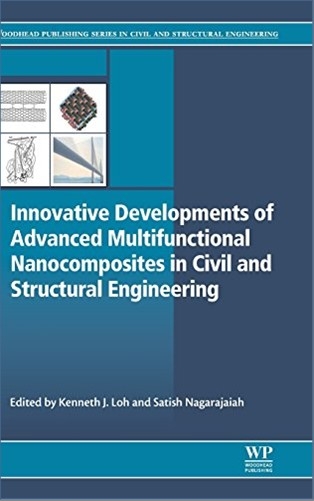 WOODHEAD PUBLISHING SERIES IN CIVIL AND STRUCTURAL ENGINEERING
Innovative Developments of
Advanced Multifunctional
Nanocomposites in Civil and
Structural Engineering
Edited by Kenneth J. Loh and Satish Nagarajaiah
WP
WOODHEAD
PUBLISHING